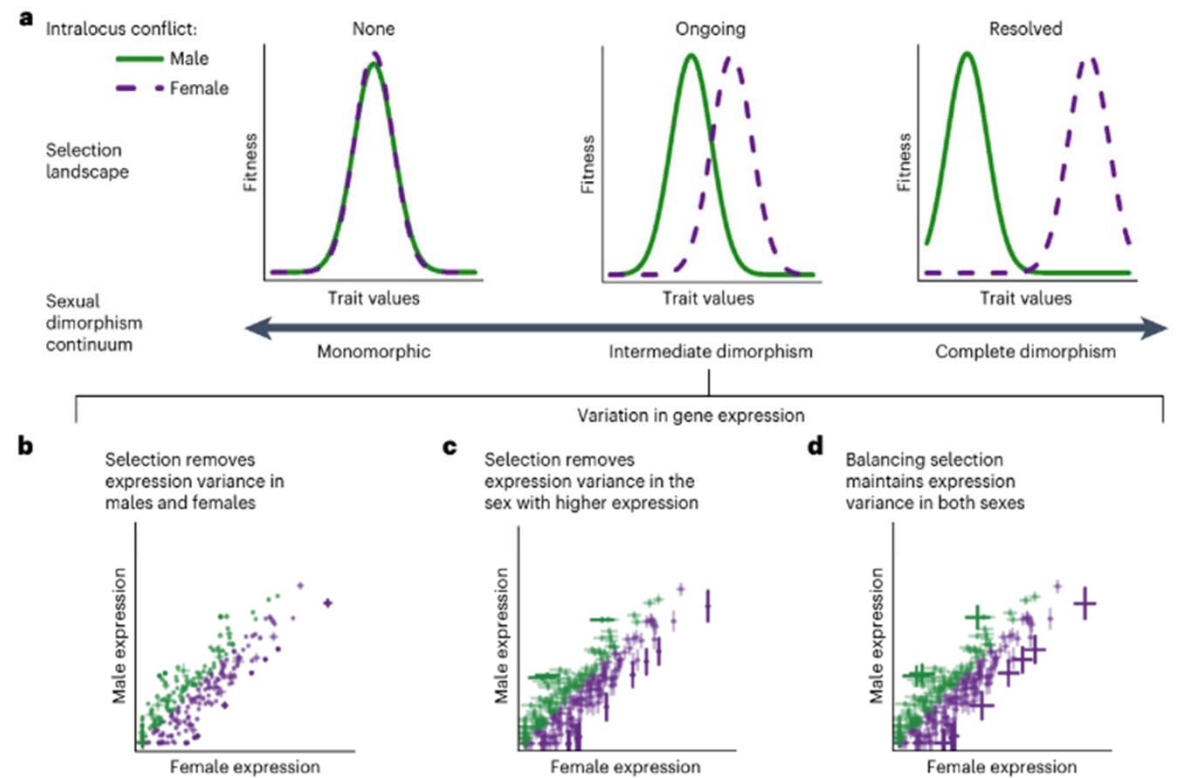 a
Intralocus conflict:
None
Ongoing
Resolved
Male
Female
Selection
landscape
Fitness
Fitness
Fitness
Trait values
Trait values
Trait values
Sexual
dimorphism
continuum
Monomorphic
Intermediate dimorphism
Complete dimorphism
Variation in gene expression
b
Selection removes
expression variance in
males and females
Male expression
Female expression
c
Selection removes
expression variance in the
sex with higher expression
Male expression
Female expression
d
Balancing selection
maintains expression
variance in both sexes
Male expression
Female expression